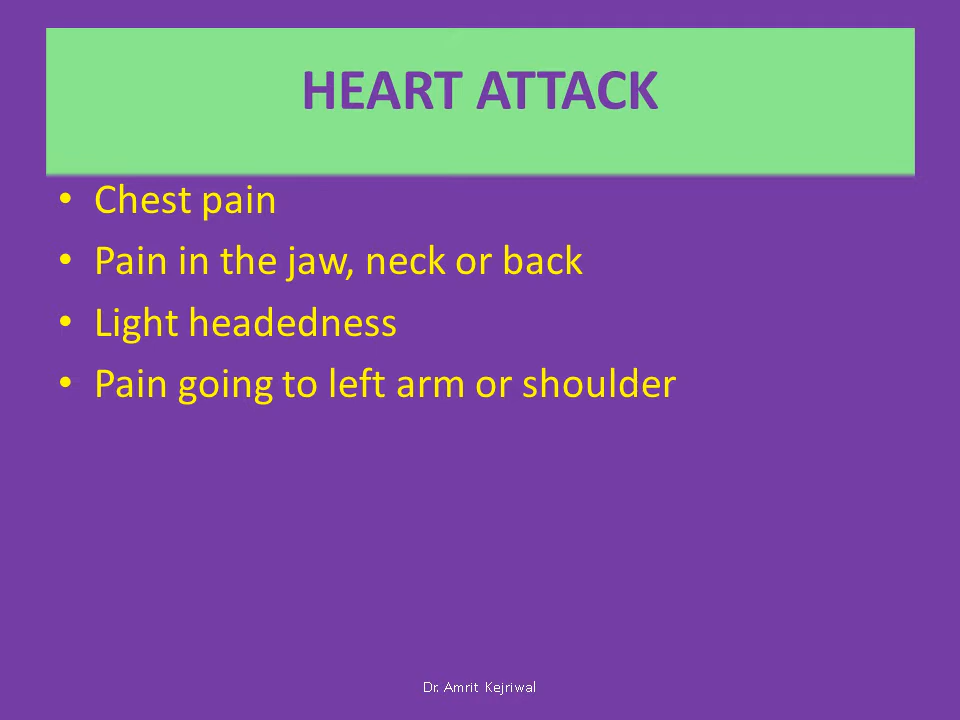 HEART ATTACK
• Chest pain
• Pain in the jaw, neck or back
• Light headedness
• Pain going to left arm or shoulder
Dr. Amrit Kejriwal